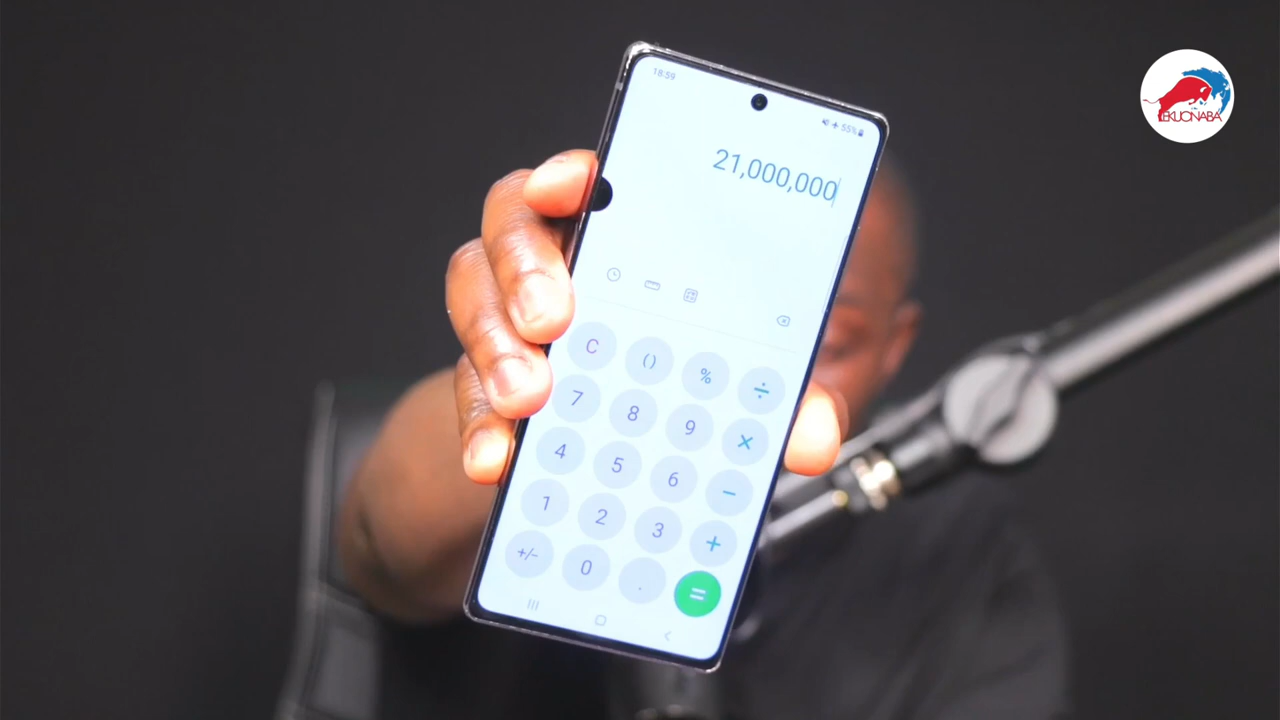 18:59
55%
21,000,000
C ( ) % ÷
7 8 9 ×
4 5 6 −
1 2 3 +
+/− 0 . =
EKUONABA